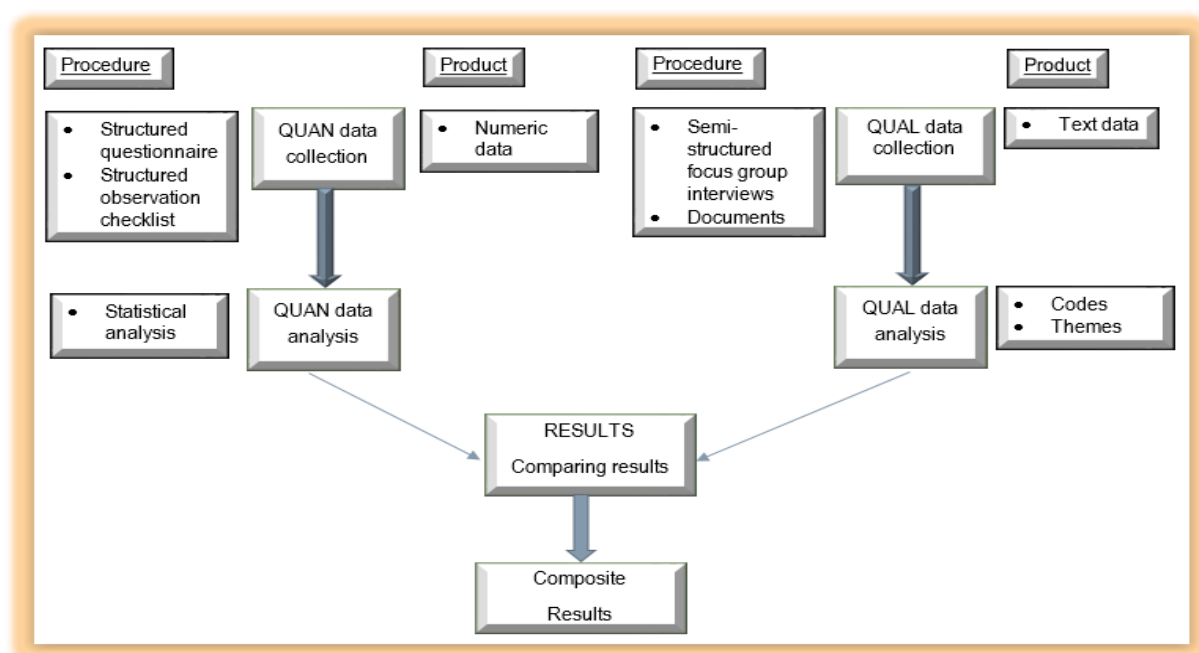 Procedure
Product
Procedure
Product
• Structured
questionnaire
• Structured
observation
checklist
QUAN data
collection
• Numeric
data
• Semi-
structured
focus group
interviews
• Documents
QUAL data
collection
• Text data
• Statistical
analysis
QUAN data
analysis
QUAL data
analysis
• Codes
• Themes
RESULTS
Comparing results
Composite
Results